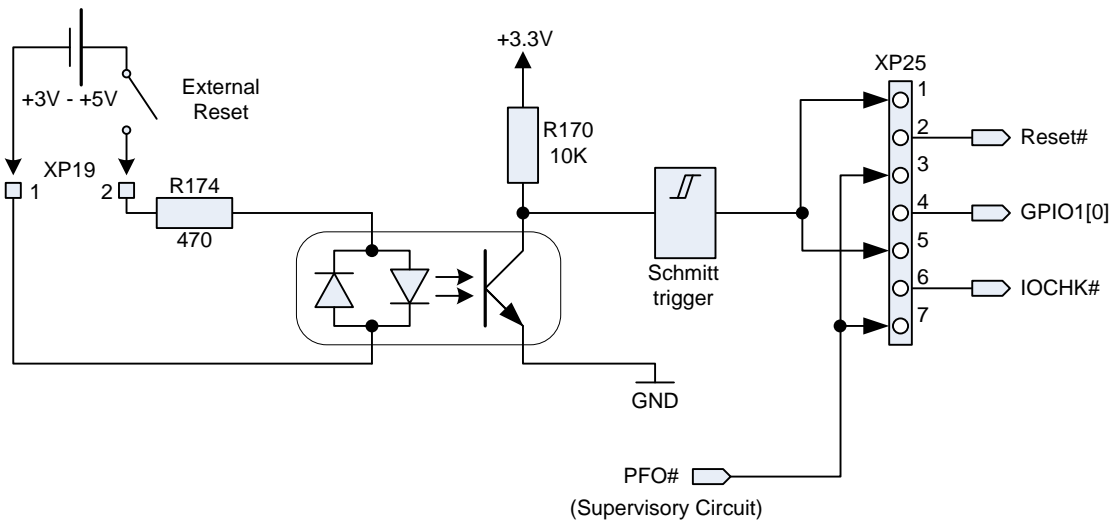 +3V - +5V
External
Reset
XP19
1
2
R174
470
+3.3V
R170
10K
Schmitt
trigger
GND
XP25
1
2
3
4
5
6
7
Reset#
GPIO1[0]
IOCHK#
PFO#
(Supervisory Circuit)